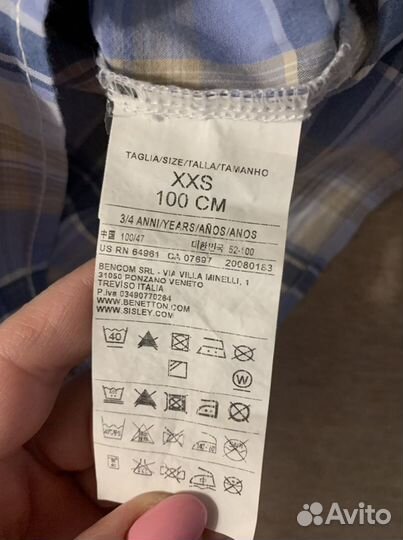 TAGLIA/SIZE/TALLA/TAMANHO
XXS
100 CM
3/4 ANNI/YEARS/AÑOS/ANOS
中国 100/47 대한민국 52-100
US RN 64961 CA 07697 20080183
BENCOM SRL - VIA VILLA MINELLI, 1
31050 PONZANO VENETO
TREVISO ITALIA
P.iva 03490770264
WWW.BENETTON.COM
WWW.SISLEY.COM
40
W
40
Avito